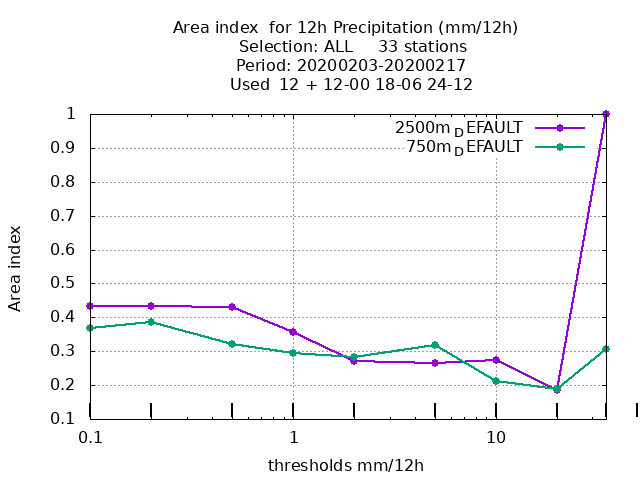 Area index  for 12h Precipitation (mm/12h)
Selection: ALL     33 stations
Period: 20200203-20200217
Used  12 + 12-00 18-06 24-12
2500m_DEFAULT
750m_DEFAULT
1
0.9
0.8
0.7
0.6
0.5
0.4
0.3
0.2
0.1
Area index
0.1 1 10
thresholds mm/12h